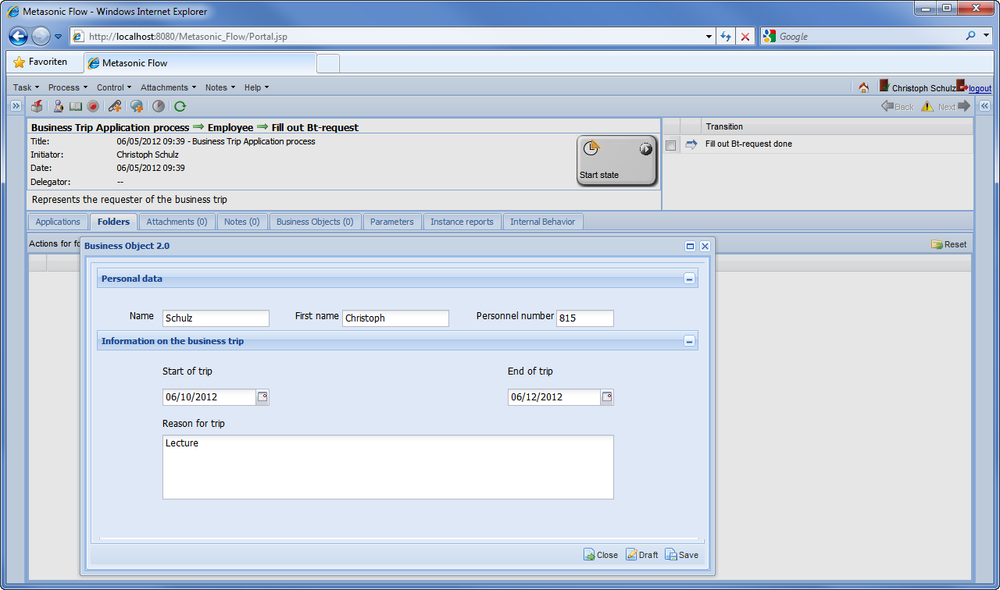 Metasonic Flow - Windows Internet Explorer
http://localhost:8080/Metasonic_Flow/Portal.jsp
Google
Favoriten
Metasonic Flow
Task Process Control Attachments Notes Help
Christoph Schulz logout
Back Next
Business Trip Application process Employee Fill out Bt-request
Title: 06/05/2012 09:39 - Business Trip Application process
Initiator: Christoph Schulz
Date: 06/05/2012 09:39
Delegator: --
Start state
Represents the requester of the business trip
Transition
Fill out Bt-request done
Applications Folders Attachments (0) Notes (0) Business Objects (0) Parameters Instance reports Internal Behavior
Actions for fo
Reset
Business Object 2.0
Personal data
Name Schulz First name Christoph Personnel number 815
Information on the business trip
Start of trip End of trip
06/10/2012 06/12/2012
Reason for trip
Lecture
Close Draft Save